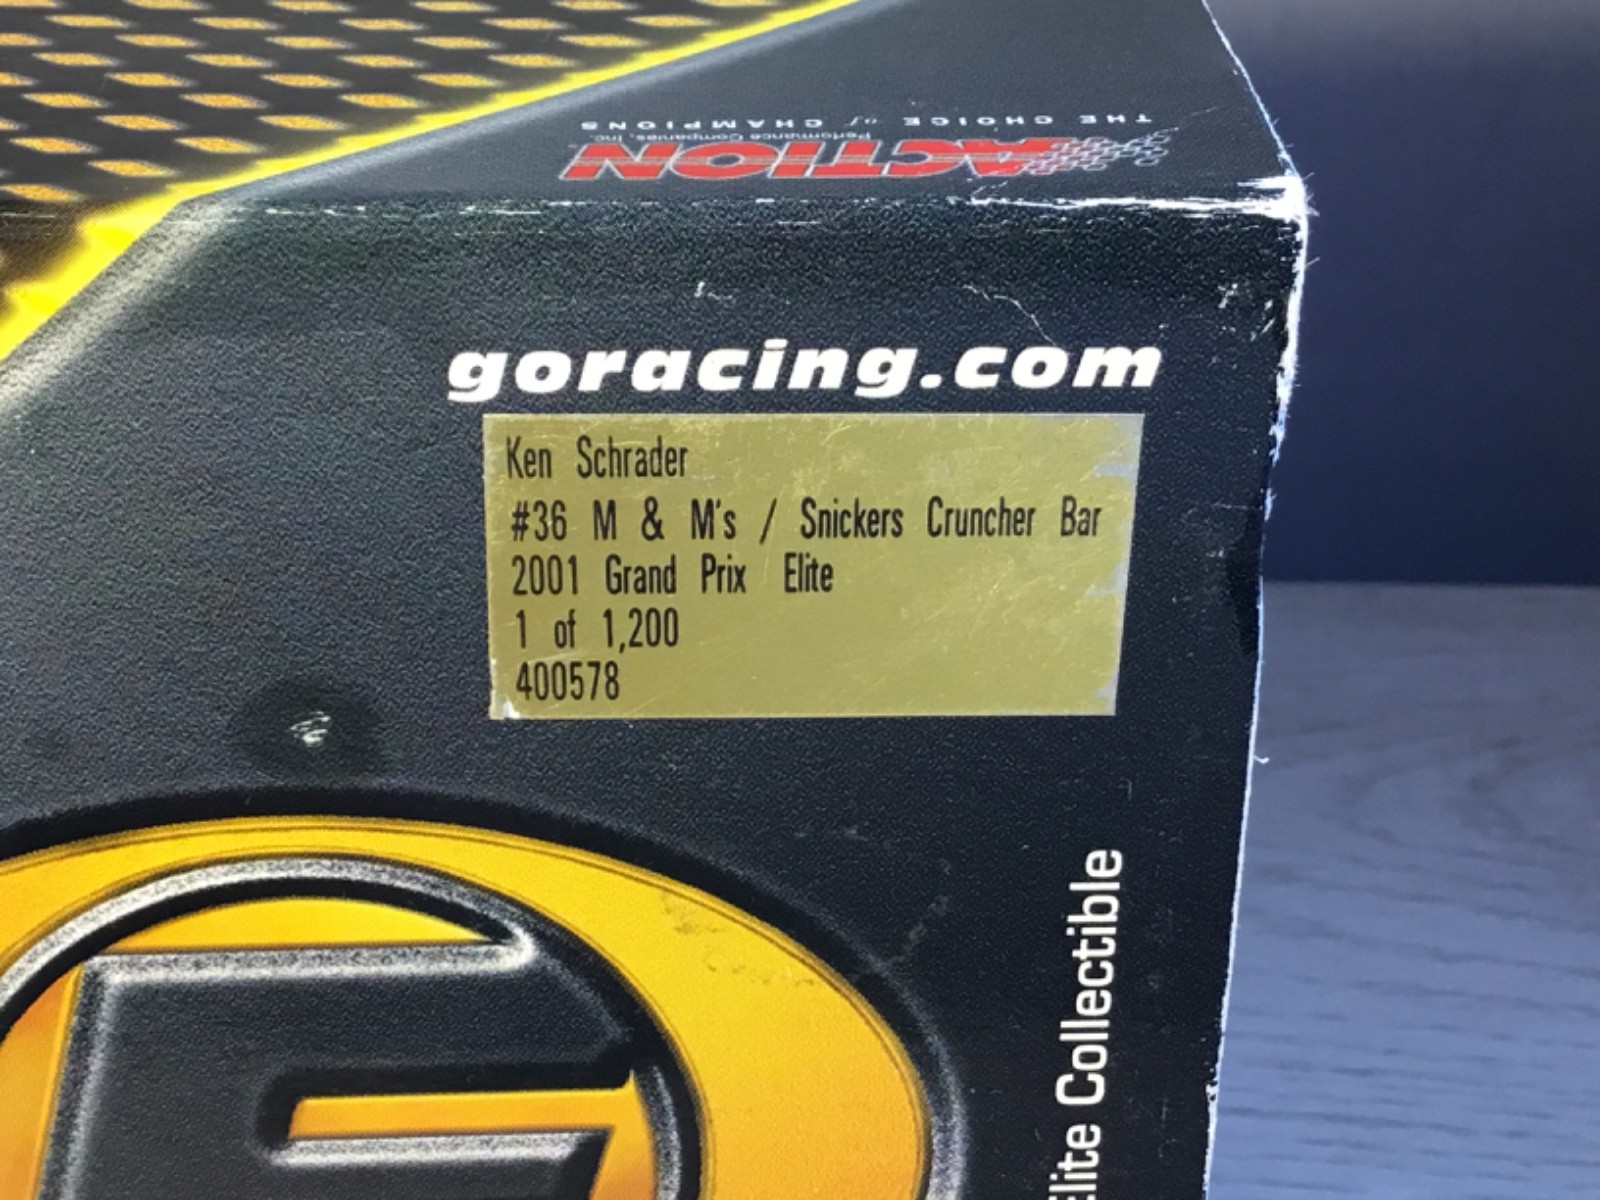 THE CHOICE of CHAMPIONS
Performance Companies, Inc.
ACTION
goracing.com
Ken Schrader
#36 M & M's / Snickers Cruncher Bar
2001 Grand Prix Elite
1 of 1,200
400578
Elite Collectible
E